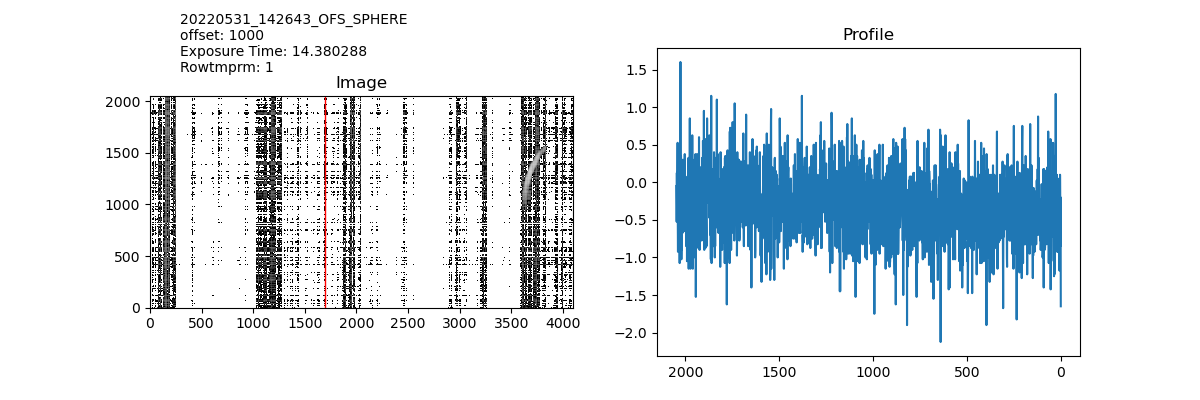 20220531_142643_OFS_SPHERE
offset: 1000
Exposure Time: 14.380288
Rowtmprm: 1
Image
2000
1500
1000
500
0
0 500 1000 1500 2000 2500 3000 3500 4000
Profile
1.5
1.0
0.5
0.0
−0.5
−1.0
−1.5
−2.0
2000 1500 1000 500 0